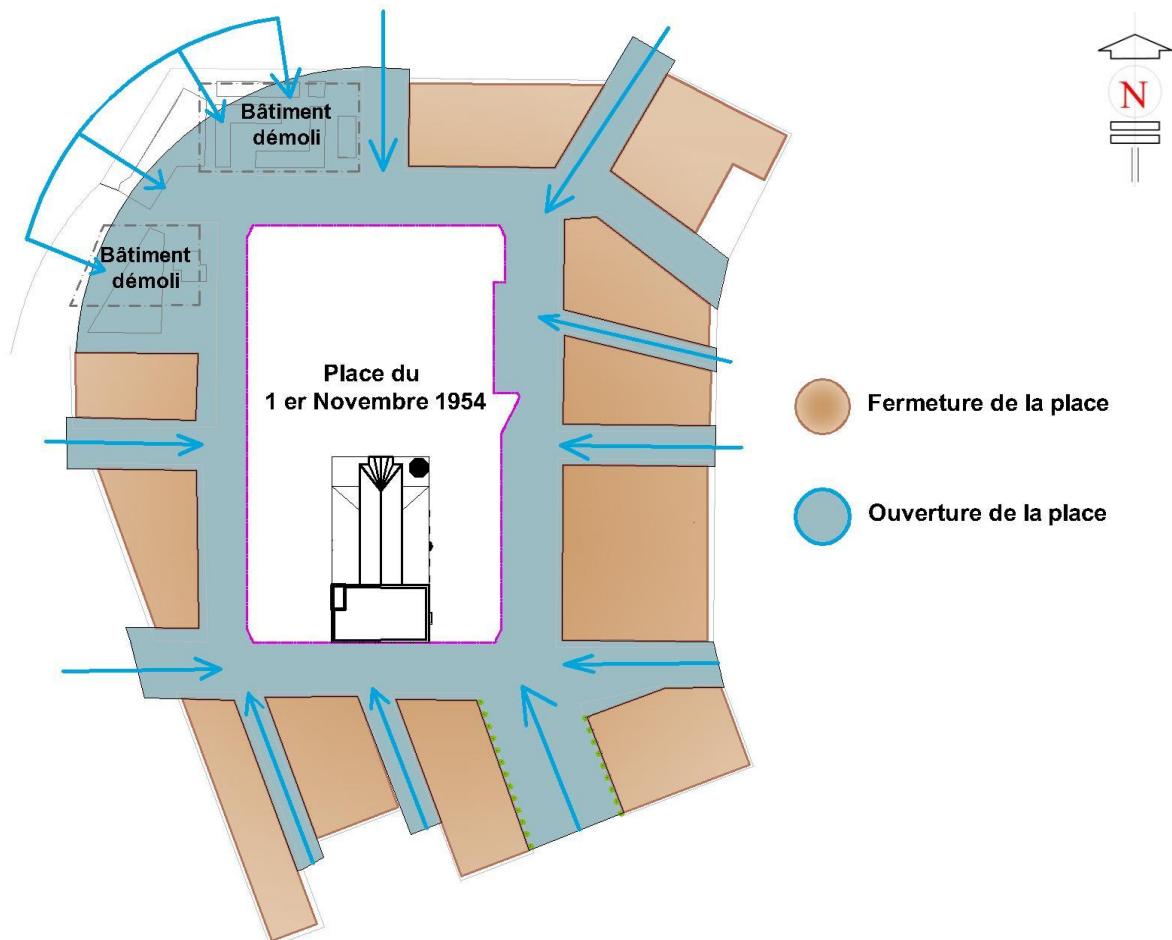 Bâtiment
démoli
N
Bâtiment
démoli
Place du
1 er Novembre 1954
Fermeture de la place
Ouverture de la place